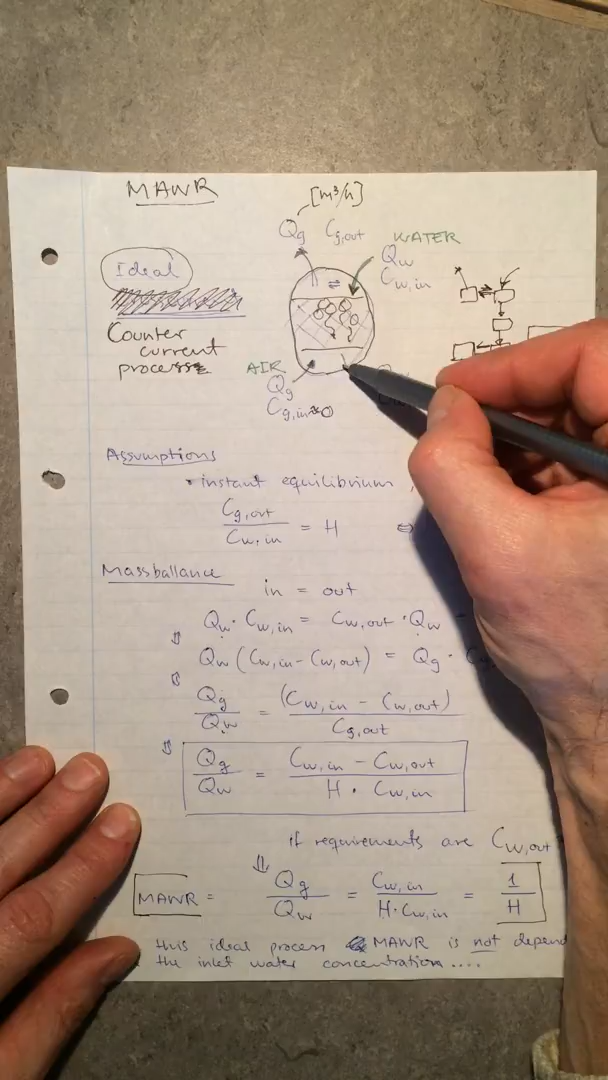 MAWR
[m³/h]
Qg Cg,out
WATER
Qw
Cw,in
Ideal
Counter
current
process
AIR
Qg
Cg,in≈0
Assumptions
• instant equilibrium,
Cg,out / Cw,in = H ⇔
Massballance
in = out
Qw · Cw,in = Cw,out · Qw
⇓ Qw (Cw,in - Cw,out) = Qg ·
⇓ Qg / Qw = (Cw,in - Cw,out) / Cg,out
⇓ Qg / Qw = Cw,in - Cw,out / H · Cw,in
if requirements are Cw,out
⇓
MAWR = Qg / Qw = Cw,in / H·Cw,in = 1 / H
this ideal process MAWR is not depend
the inlet water concentration....